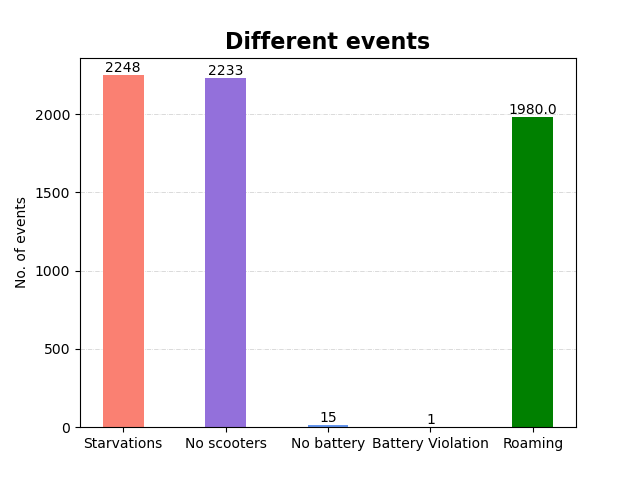 Different events
2248
2233
15
1
1980.0
2000
1500
1000
500
0
No. of events
Starvations
No scooters
No battery
Battery Violation
Roaming